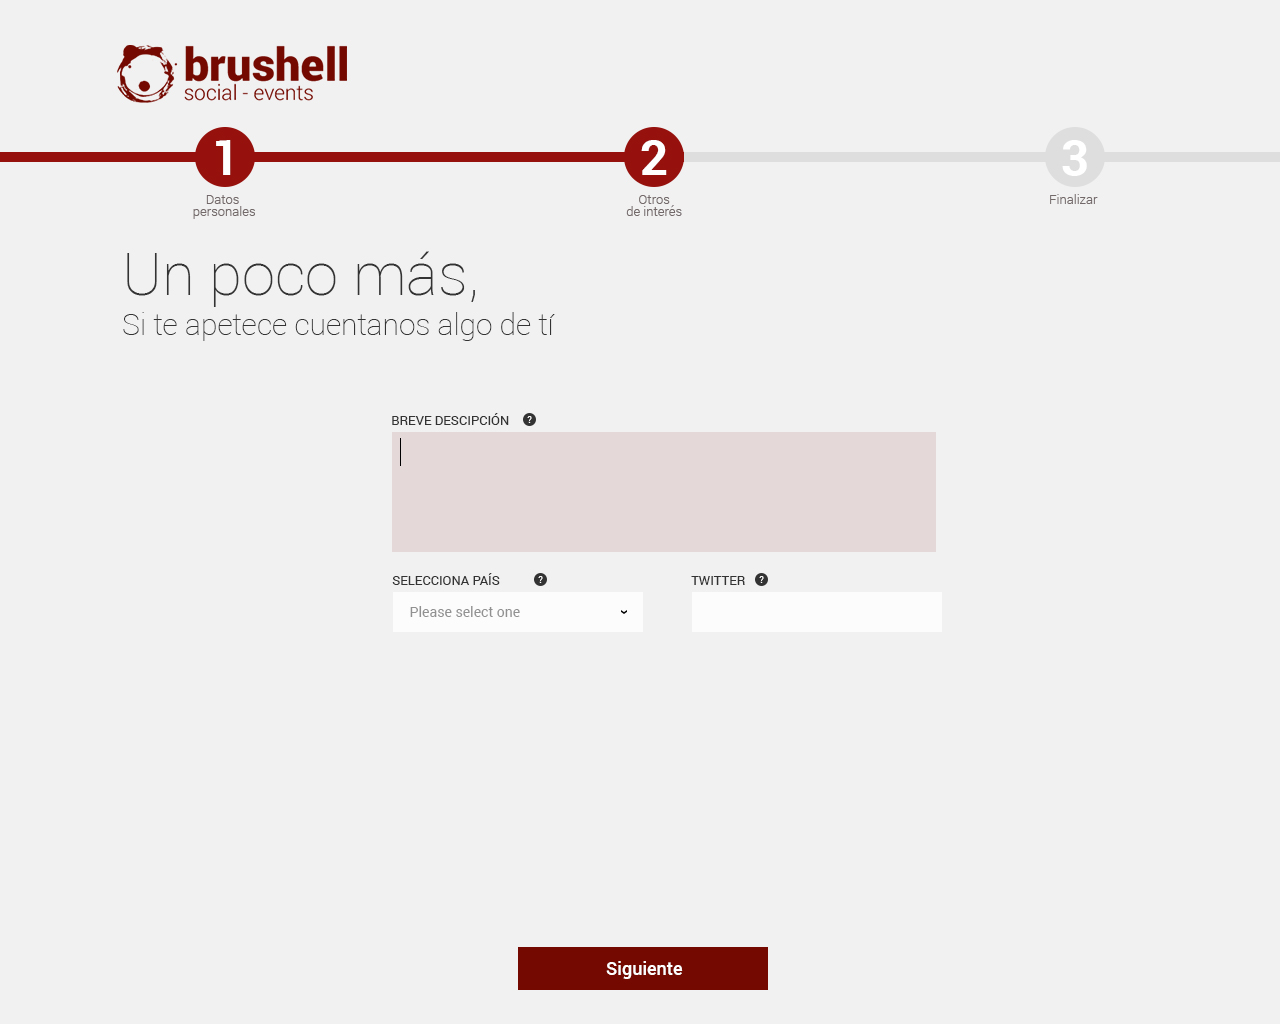 brushell
social - events
1
2
3
Datos
personales
Otros
de interés
Finalizar
Un poco más,
Si te apetece cuentanos algo de tí
BREVE DESCIPCIÓN ?
SELECCIONA PAÍS ? TWITTER ?
Please select one
Siguiente